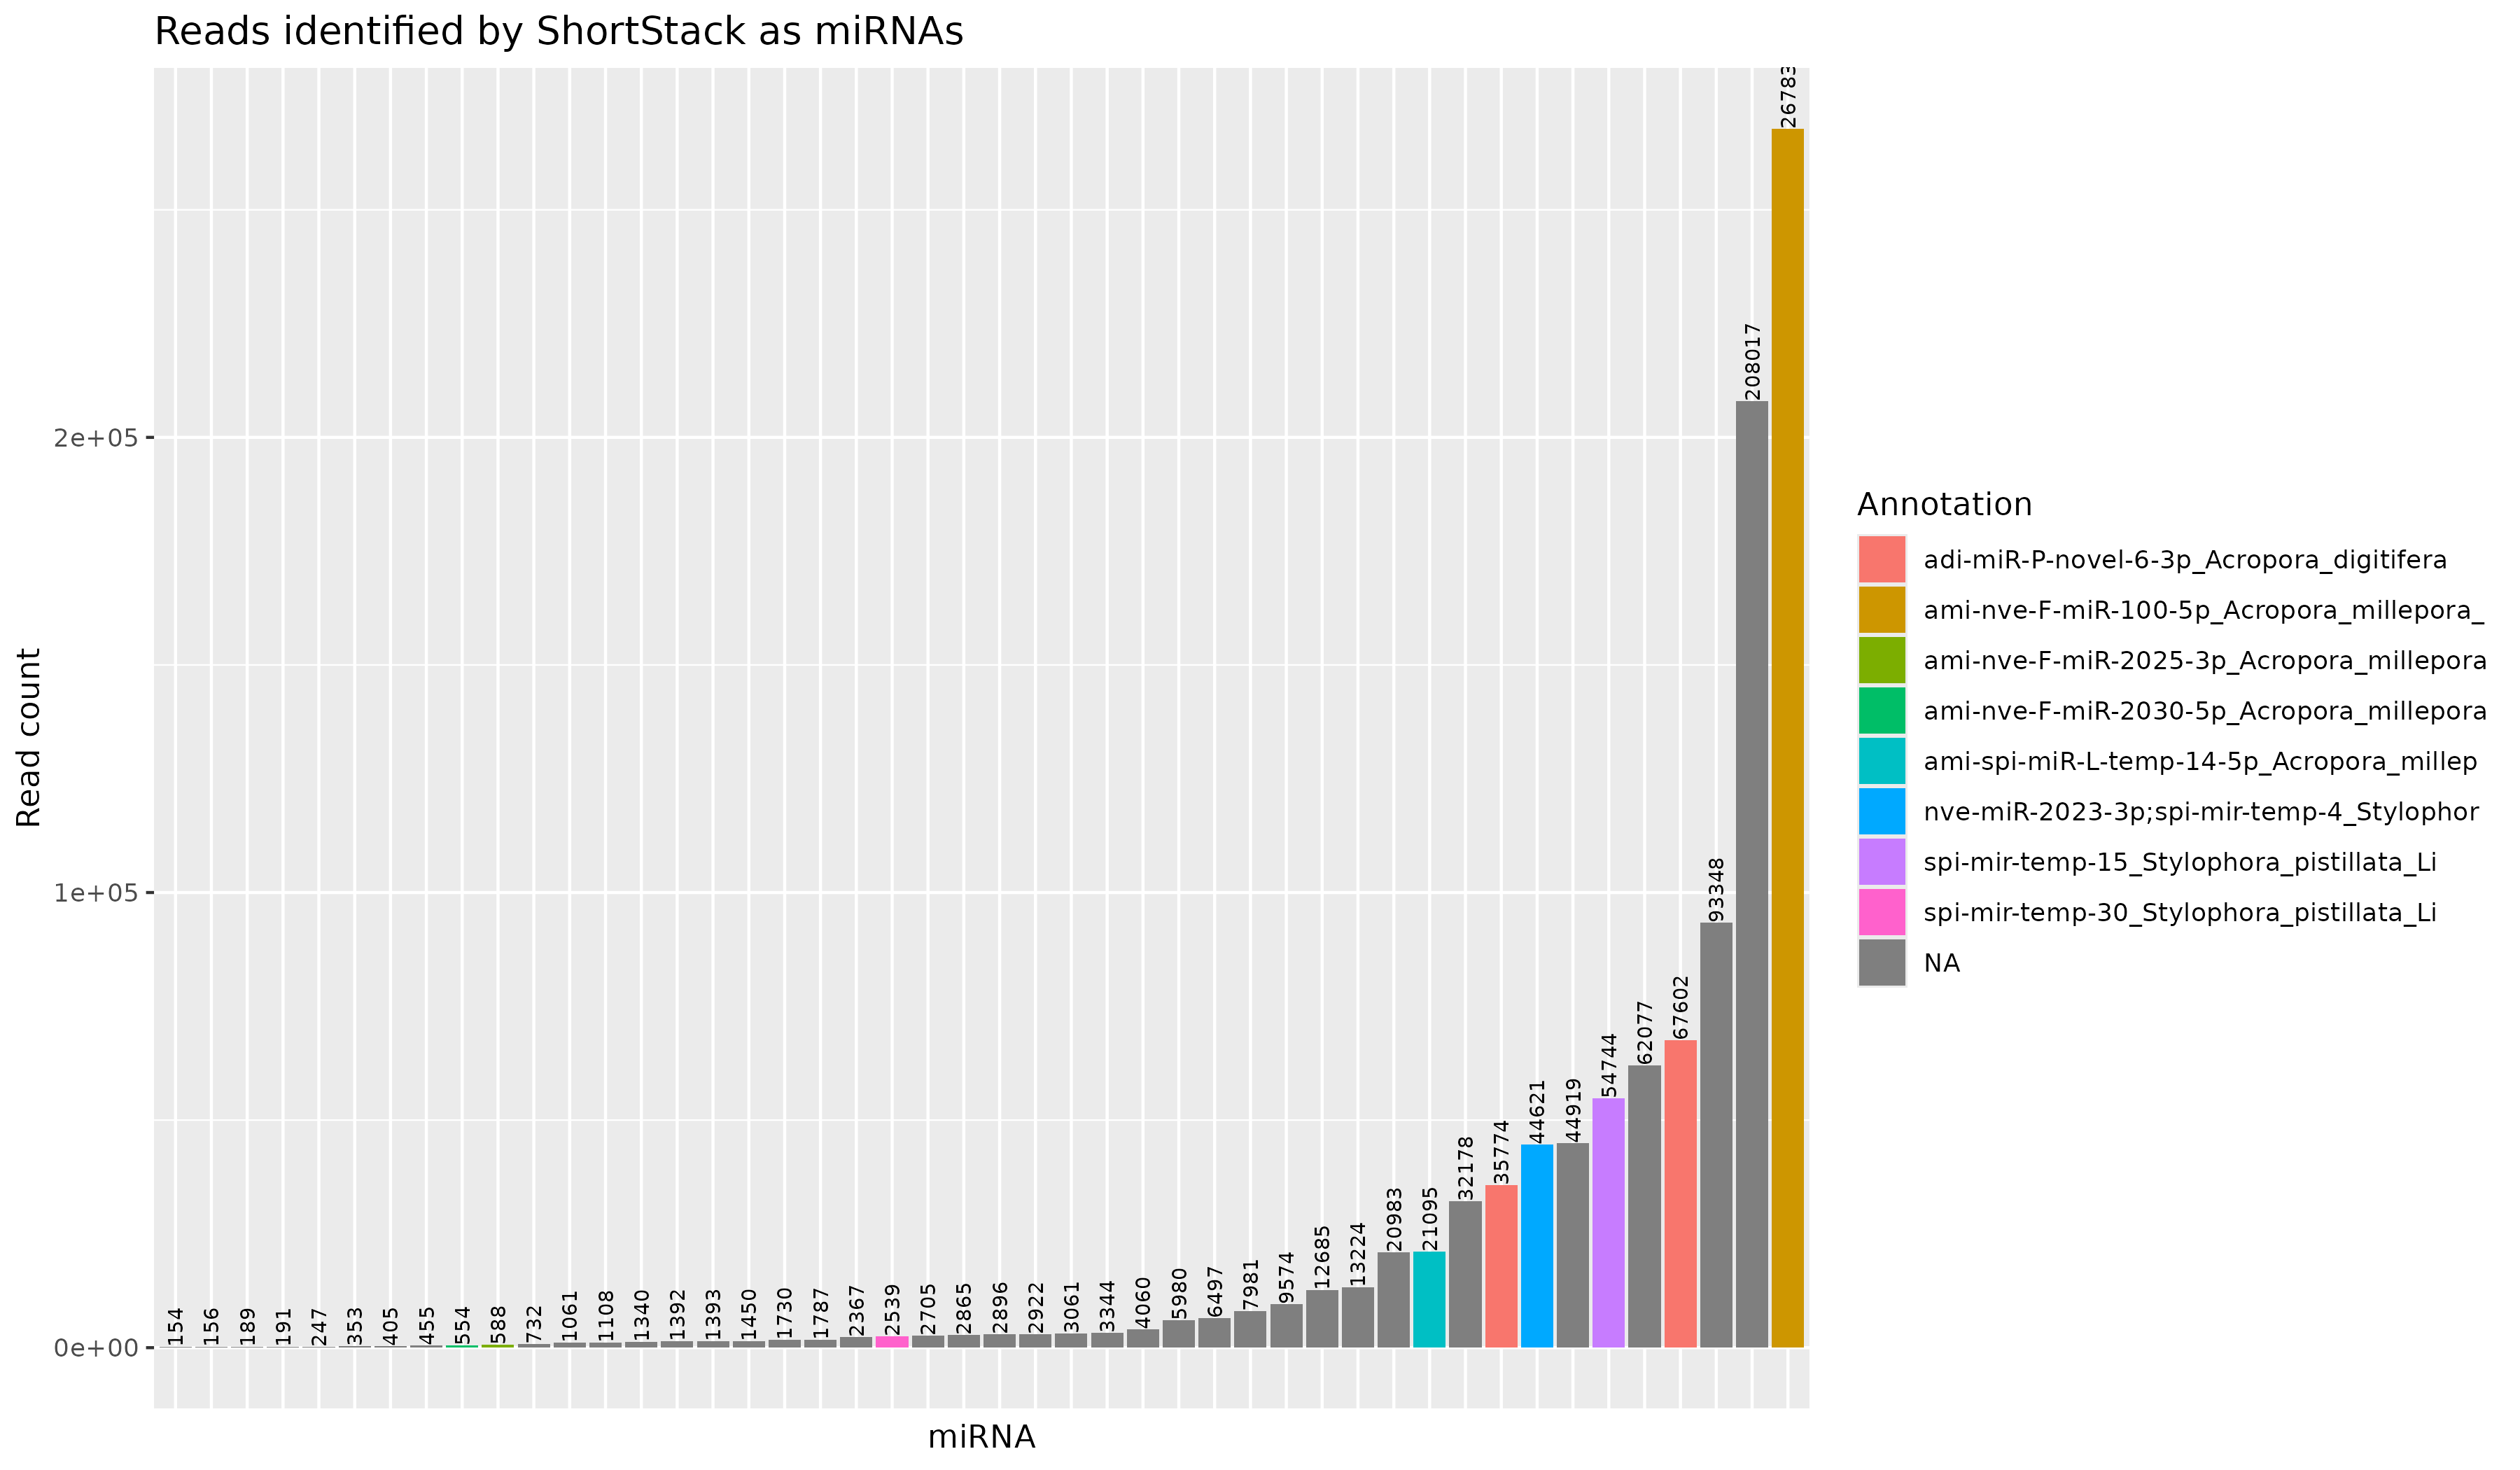 Reads identified by ShortStack as miRNAs
Read count
2e+05
1e+05
0e+00
154
156
189
191
247
353
405
455
554
588
732
1061
1108
1340
1392
1393
1450
1730
1787
2367
2539
2705
2865
2896
2922
3061
3344
4060
5980
6497
7981
9574
12685
13224
20983
21095
32178
35774
44621
44919
54744
62077
67602
93348
208017
267833
miRNA
Annotation
adi-miR-P-novel-6-3p_Acropora_digitifera
ami-nve-F-miR-100-5p_Acropora_millepora_
ami-nve-F-miR-2025-3p_Acropora_millepora
ami-nve-F-miR-2030-5p_Acropora_millepora
ami-spi-miR-L-temp-14-5p_Acropora_millep
nve-miR-2023-3p;spi-mir-temp-4_Stylophor
spi-mir-temp-15_Stylophora_pistillata_Li
spi-mir-temp-30_Stylophora_pistillata_Li
NA